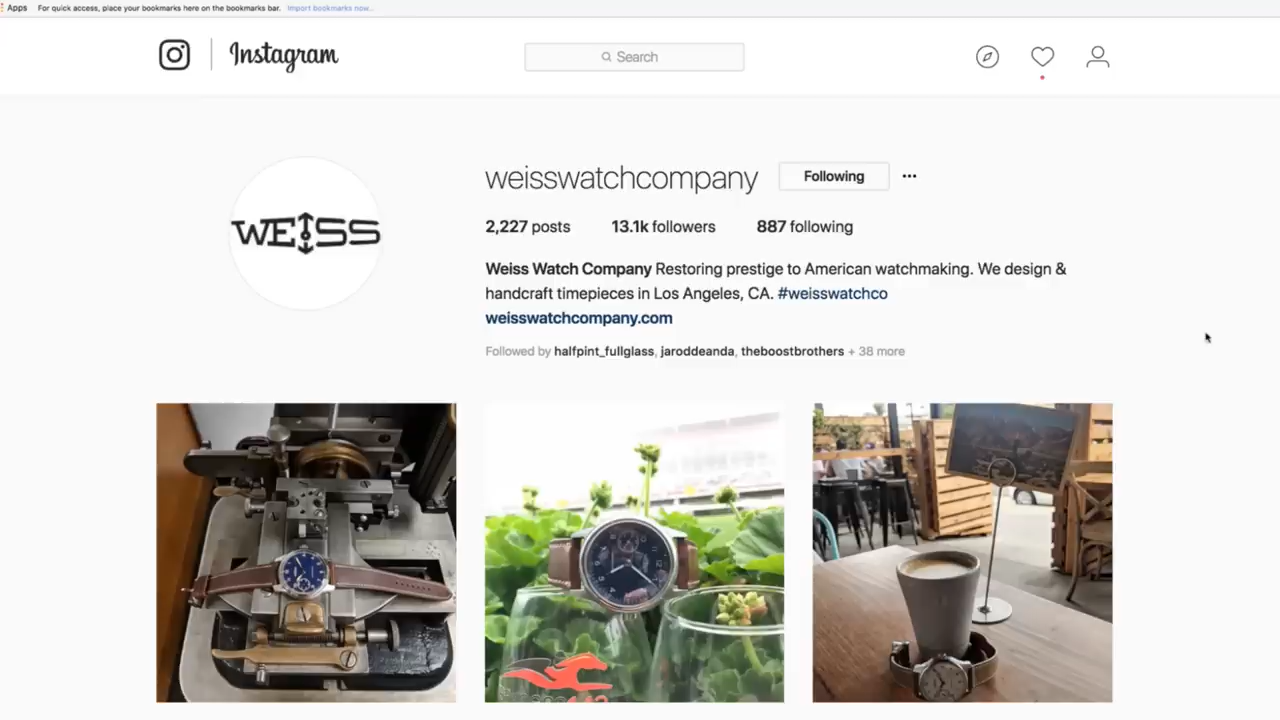 Apps For quick access, place your bookmarks here on the bookmarks bar. Import bookmarks now...
Instagram
Search
weisswatchcompany Following
2,227 posts 13.1k followers 887 following
WEISS
Weiss Watch Company Restoring prestige to American watchmaking. We design &
handcraft timepieces in Los Angeles, CA. #weisswatchco
weisswatchcompany.com
Followed by halfpint_fullglass, jaroddeanda, theboostbrothers + 38 more